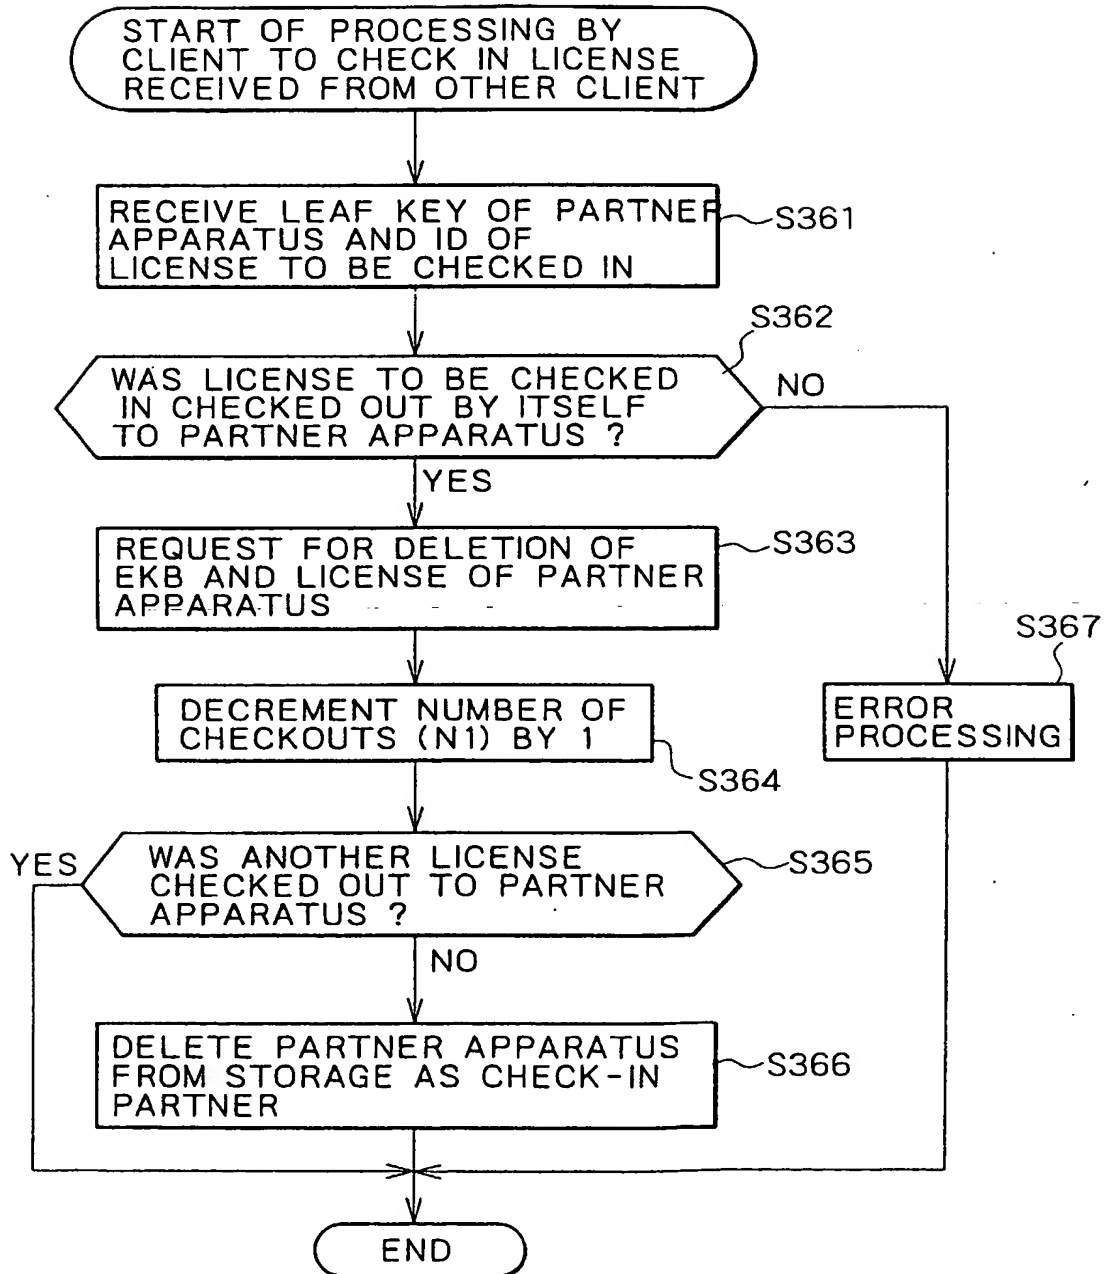 START OF PROCESSING BY
CLIENT TO CHECK IN LICENSE
RECEIVED FROM OTHER CLIENT
RECEIVE LEAF KEY OF PARTNER
APPARATUS AND ID OF
LICENSE TO BE CHECKED IN
S361
S362
WAS LICENSE TO BE CHECKED
IN CHECKED OUT BY ITSELF
TO PARTNER APPARATUS ?
NO
YES
REQUEST FOR DELETION OF
EKB AND LICENSE OF PARTNER
APPARATUS
S363
S367
DECREMENT NUMBER OF
CHECKOUTS (N1) BY 1
S364
ERROR
PROCESSING
YES
WAS ANOTHER LICENSE
CHECKED OUT TO PARTNER
APPARATUS ?
S365
NO
DELETE PARTNER APPARATUS
FROM STORAGE AS CHECK-IN
PARTNER
S366
END